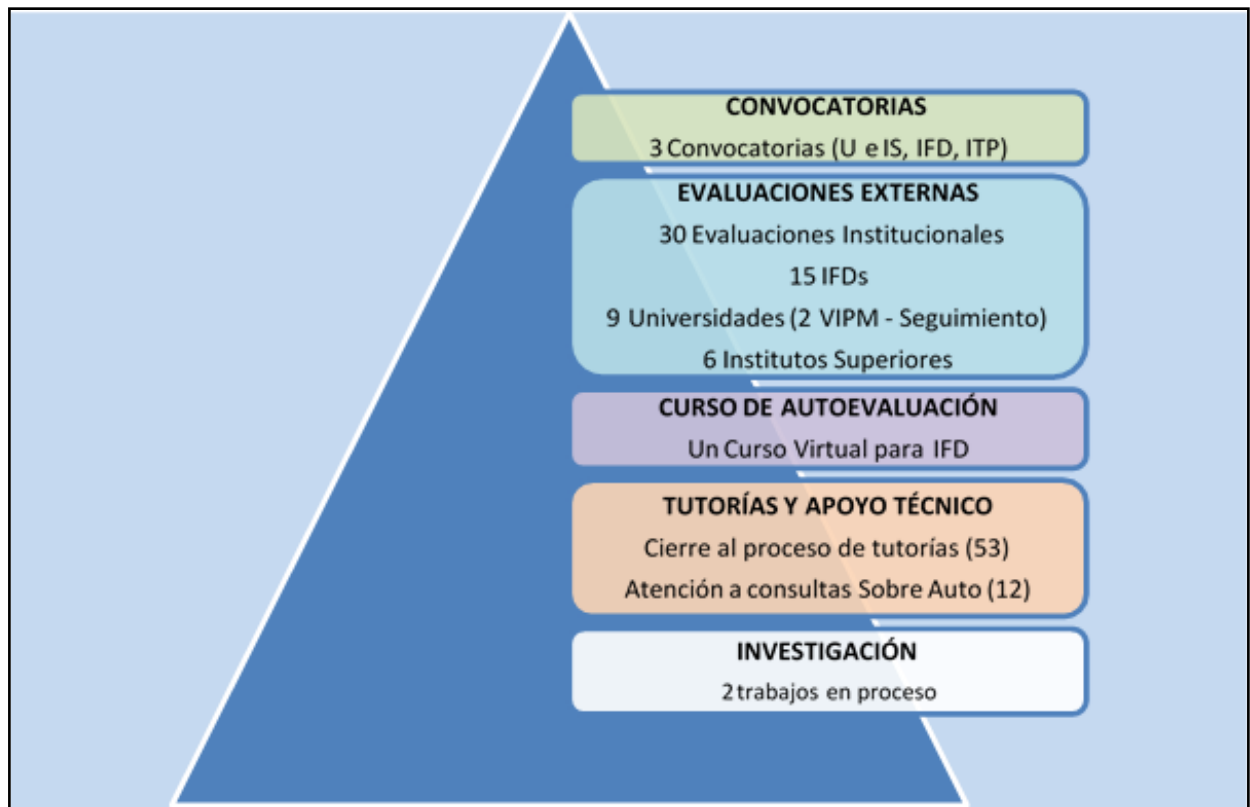 CONVOCATORIAS
3 Convocatorias (U e IS, IFD, ITP)
EVALUACIONES EXTERNAS
30 Evaluaciones Institucionales
15 IFDs
9 Universidades (2 VIPM - Seguimiento)
6 Institutos Superiores
CURSO DE AUTOEVALUACIÓN
Un Curso Virtual para IFD
TUTORÍAS Y APOYO TÉCNICO
Cierre al proceso de tutorías (53)
Atención a consultas Sobre Auto (12)
INVESTIGACIÓN
2 trabajos en proceso